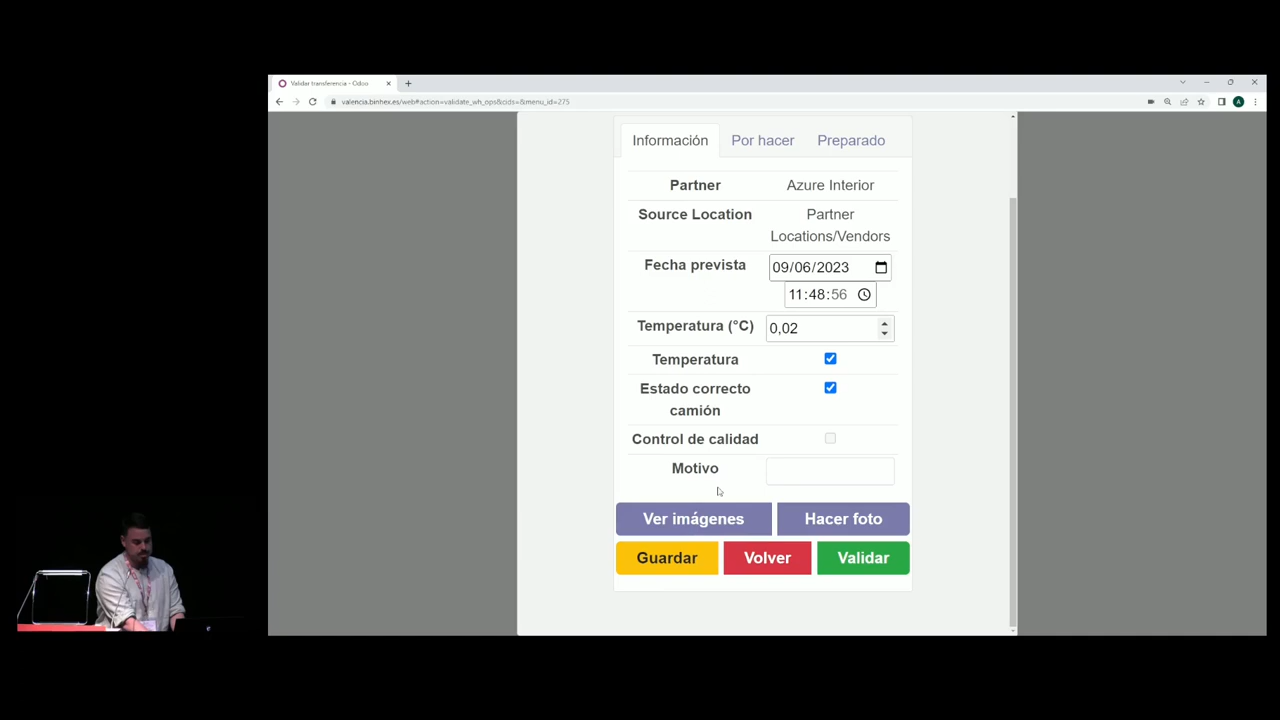 Validar transferencia - Odoo
valencia.binhex.es/web#action=validate_wh_ops&cids=&menu_id=275
A
Información Por hacer Preparado
Partner Azure Interior
Source Location Partner
Locations/Vendors
Fecha prevista 09/06/2023
11:48:56
Temperatura (°C) 0,02
Temperatura
Estado correcto
camión
Control de calidad
Motivo
Ver imágenes Hacer foto
Guardar Volver Validar